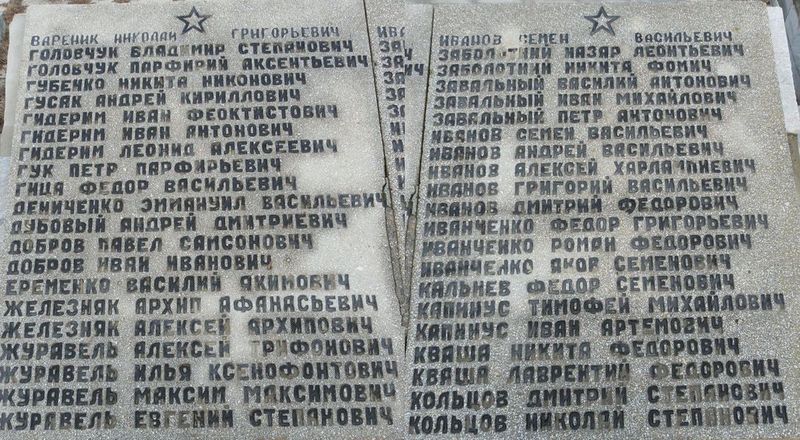 ВАРЕНИК НИКОЛАЙ ГРИГОРЬЕВИЧ
ГОЛОВЧУК ВЛАДИМИР СТЕПАНОВИЧ
ГОЛОВЧУК ПАРФИРИЙ АКСЕНТЬЕВИЧ
ГУБЕНКО НИКИТА НИКОНОВИЧ
ГУСАК АНДРЕЙ КИРИЛЛОВИЧ
ГИДЕРИМ ИВАН ФЕОКТИСТОВИЧ
ГИДЕРИМ ИВАН АНТОНОВИЧ
ГИДЕРИМ ЛЕОНИД АЛЕКСЕЕВИЧ
ГУК ПЕТР ПАРФИРЬЕВИЧ
ГИЦА ФЕДОР ВАСИЛЬЕВИЧ
ДЕНИЧЕНКО ЭММАНУИЛ ВАСИЛЬЕВИЧ
ДУБОВЫЙ АНДРЕЙ ДМИТРИЕВИЧ
ДОБРОВ ПАВЕЛ САМСОНОВИЧ
ДОБРОВ ИВАН ИВАНОВИЧ
ЕРЕМЕНКО ВАСИЛИЙ ЯКИМОВИЧ
ЖЕЛЕЗНЯК АРХИП АФАНАСЬЕВИЧ
ЖЕЛЕЗНЯК АЛЕКСЕЙ АРХИПОВИЧ
ЖУРАВЕЛЬ АЛЕКСЕЙ ТРИФОНОВИЧ
ЖУРАВЕЛЬ ИЛЬЯ КСЕНОФОНТОВИЧ
ЖУРАВЕЛЬ МАКСИМ МАКСИМОВИЧ
ЖУРАВЕЛЬ ЕВГЕНИЙ СТЕПАНОВИЧ
ИВАНОВ СЕМЕН ВАСИЛЬЕВИЧ
ЗАБОЛОТНИЙ НАЗАР ЛЕОНТЬЕВИЧ
ЗАБОЛОТНИЙ НИКИТА ФОМИЧ
ЗАВАЛЬНЫЙ ВАСИЛИЙ АНТОНОВИЧ
ЗАВАЛЬНЫЙ ИВАН МИХАЙЛОВИЧ
ЗАВАЛЬНЫЙ ПЕТР АНТОНОВИЧ
ИВАНОВ СЕМЕН ВАСИЛЬЕВИЧ
ИВАНОВ АНДРЕЙ ВАСИЛЬЕВИЧ
ИВАНОВ АЛЕКСЕЙ
ИВАНОВ ГРИГОРИЙ ВАСИЛЬЕВИЧ
ИВАНОВ ДМИТРИЙ ФЕДОРОВИЧ
ИВАНЧЕНКО ФЕДОР ГРИГОРЬЕВИЧ
ИВАНЧЕНКО РОМАН ФЕДОРОВИЧ
ИВАНЧЕНКО ЯКОР СЕМЕНОВИЧ
КАЛЬНЕВ ФЕДОР СЕМЕНОВИЧ
КАПИНУС ТИМОФЕЙ МИХАЙЛОВИЧ
КАПИНУС ИВАН АРТЕМОВИЧ
КВАША НИКИТА ФЕДОРОВИЧ
КВАША ЛАВРЕНТИЙ ФЕДОРОВИЧ
КОЛЬЦОВ ДМИТРИЙ СТЕПАНОВИЧ
КОЛЬЦОВ НИКОЛАЙ СТЕПАНОВИЧ